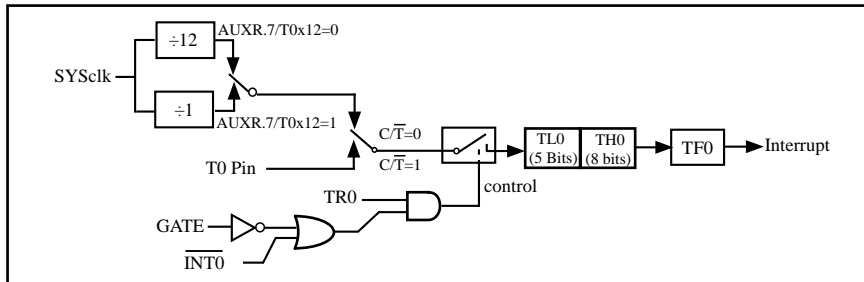 ÷12
AUXR.7/T0x12=0
SYSclk
÷1
AUXR.7/T0x12=1
C/T̅=0
C/T̅=1
T0 Pin
TL0
(5 Bits)
TH0
(8 bits)
TF0
Interrupt
control
TR0
GATE
I̅N̅T̅0̅